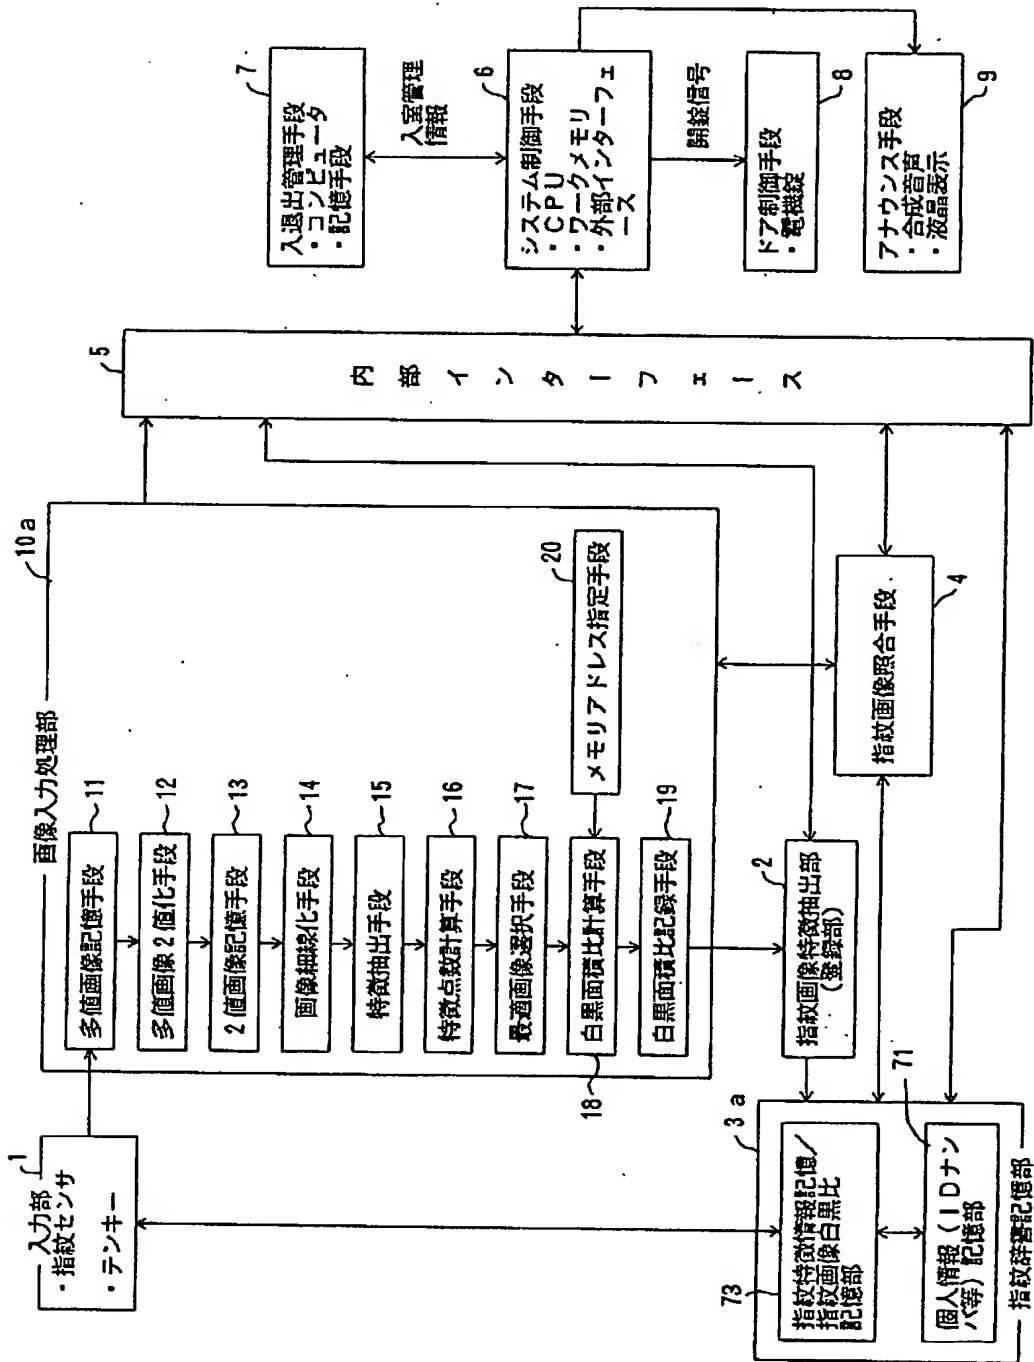 1
入力部
・指紋センサ
・テンキー
画像入力処理部
10a
多値画像記憶手段
11
多値画像2値化手段
12
2値画像記憶手段
13
画像細線化手段
14
特徴抽出手段
15
特徴点数計算手段
16
最適画像選択手段
17
白黒面積比計算手段
18
白黒面積比記録手段
19
メモリアドレス指定手段
20
指紋画像特徴抽出部
(登録部)
2
3a
指紋特徴情報記憶/
指紋画像白黒比
記憶部
73
個人情報(IDナン
バ等)記憶部
71
指紋辞書記憶部
指紋画像照合手段
4
5
内部インターフェース
7
入退出管理手段
・コンピュータ
・記憶手段
入室管理
情報
6
システム制御手段
・CPU
・ワークメモリ
・外部インターフェ
ース
開錠信号
ドア制御手段
・電機錠
8
アナウンス手段
・合成音声
・液晶表示
9